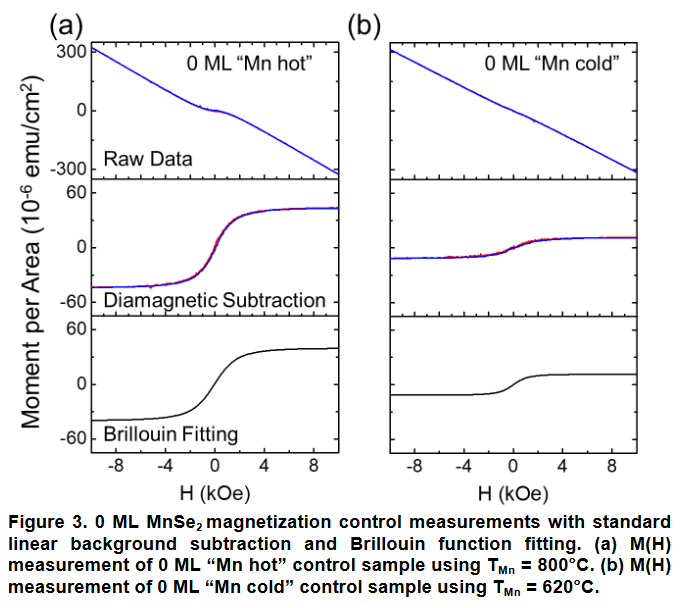 (a)
(b)
Moment per Area (10⁻⁶ emu/cm²)
300
0
-300
0 ML “Mn hot”
Raw Data
0 ML “Mn cold”
60
0
-60
Diamagnetic Subtraction
60
0
-60
Brillouin Fitting
-8 -4 0 4 8
H (kOe)
-8 -4 0 4 8
H (kOe)
Figure 3. 0 ML MnSe₂ magnetization control measurements with standard
linear background subtraction and Brillouin function fitting. (a) M(H)
measurement of 0 ML “Mn hot” control sample using TMn = 800°C. (b) M(H)
measurement of 0 ML “Mn cold” control sample using TMn = 620°C.